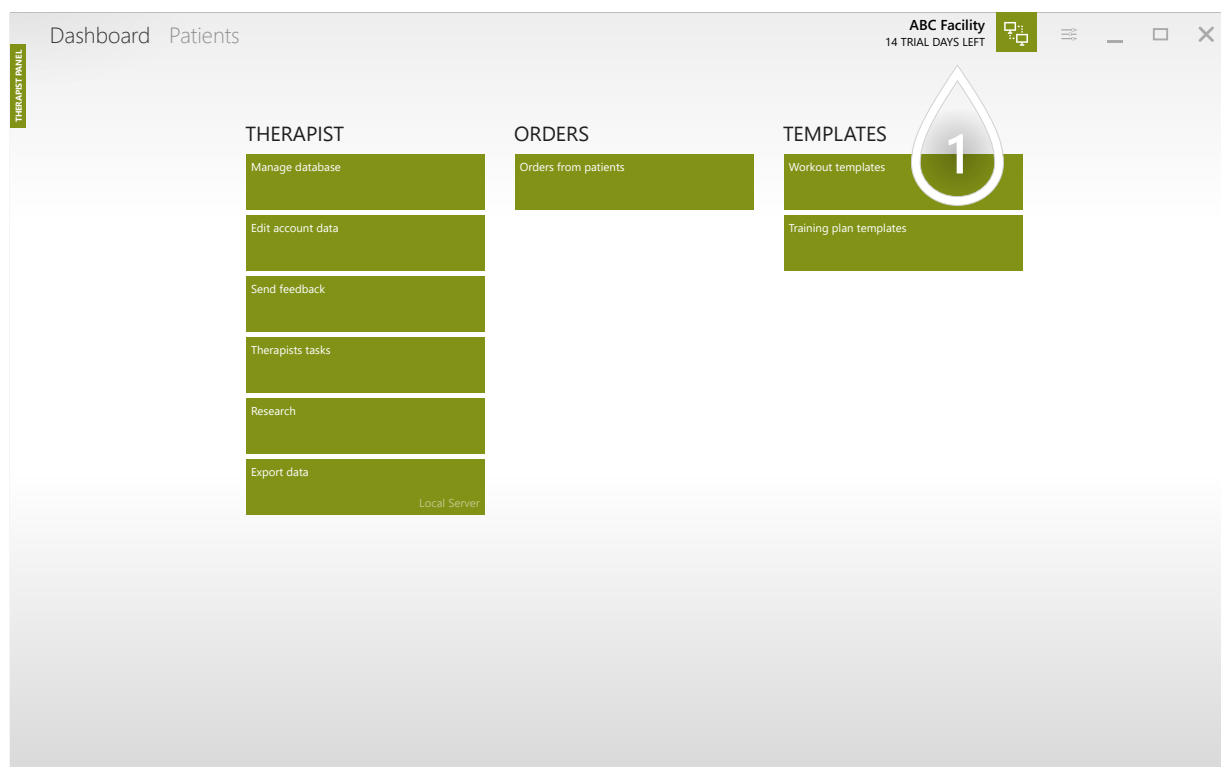 Dashboard Patients
ABC Facility
14 TRIAL DAYS LEFT
THERAPIST PANEL
THERAPIST
Manage database
Edit account data
Send feedback
Therapists tasks
Research
Export data
Local Server
ORDERS
Orders from patients
TEMPLATES
Workout templates
Training plan templates
1